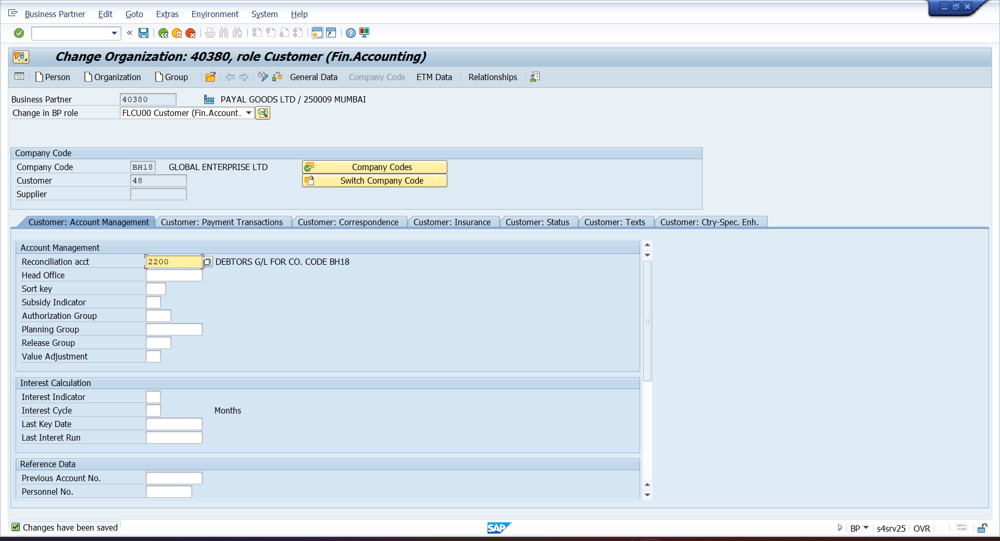 Business Partner Edit Goto Extras Environment System Help
Change Organization: 40380, role Customer (Fin.Accounting)
Person Organization Group General Data Company Code ETM Data Relationships
Business Partner 40380 PAYAL GOODS LTD / 250009 MUMBAI
Change in BP role FLCU00 Customer (Fin.Account...
Company Code
Company Code BH18 GLOBAL ENTERPRISE LTD Company Codes
Customer 48 Switch Company Code
Supplier
Customer: Account Management Customer: Payment Transactions Customer: Correspondence Customer: Insurance Customer: Status Customer: Texts Customer: Ctry-Spec. Enh.
Account Management
Reconciliation acct 2200 DEBTORS G/L FOR CO. CODE BH18
Head Office
Sort key
Subsidy Indicator
Authorization Group
Planning Group
Release Group
Value Adjustment
Interest Calculation
Interest Indicator
Interest Cycle Months
Last Key Date
Last Interet Run
Reference Data
Previous Account No.
Personnel No.
Changes have been saved SAP BP s4srv25 OVR